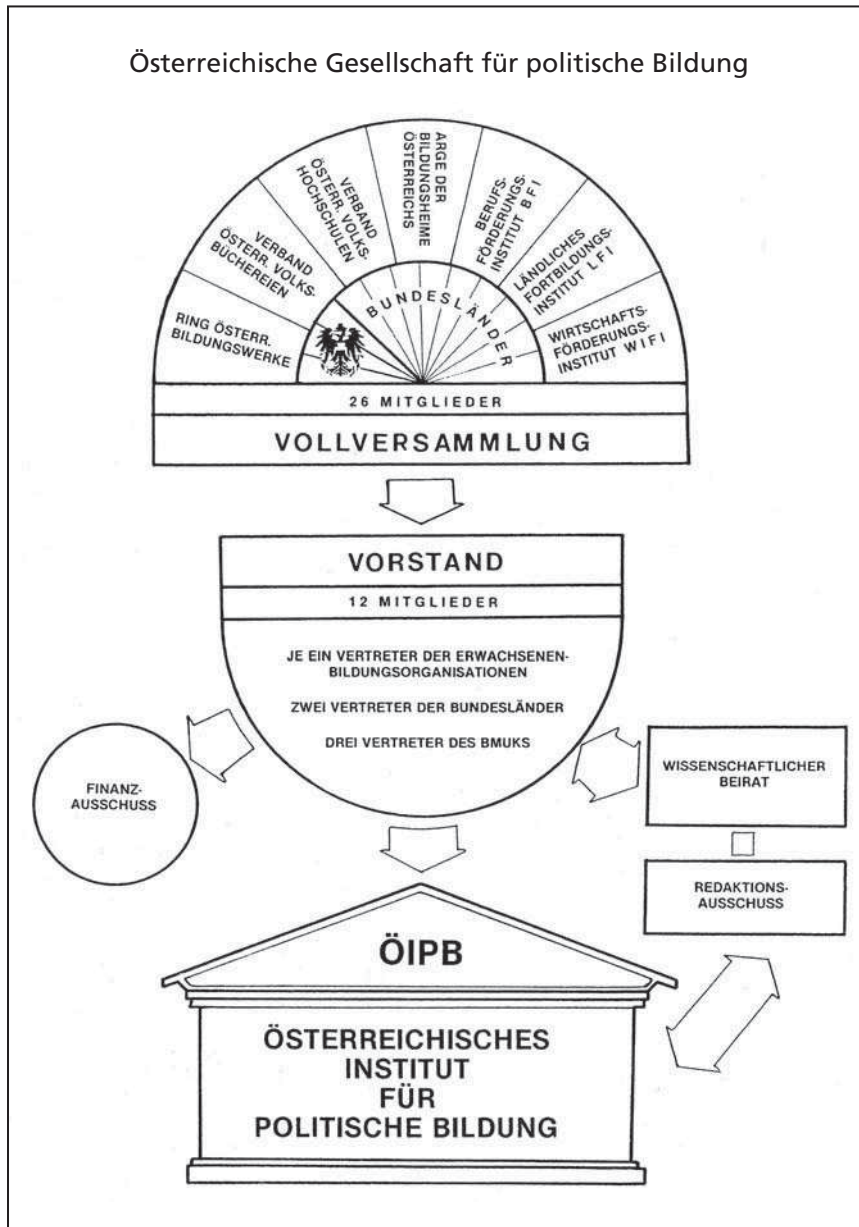 Österreichische Gesellschaft für politische Bildung
RING ÖSTERR.
BILDUNGSWERKE
VERBAND
ÖSTERR. VOLKS-
BÜCHEREIEN
VERBAND
ÖSTERR. VOLKS-
HOCHSCHULEN
ARGE DER
BILDUNGSHEIME
ÖSTERREICHS
BERUFS-
FÖRDERUNGS-
INSTITUT BFI
LÄNDLICHES
FORTBILDUNGS-
INSTITUT LFI
WIRTSCHAFTS-
FÖRDERUNGS-
INSTITUT WIFI
BUNDESLÄNDER
26 MITGLIEDER
VOLLVERSAMMLUNG
VORSTAND
12 MITGLIEDER
JE EIN VERTRETER DER ERWACHSENEN-
BILDUNGSORGANISATIONEN
ZWEI VERTRETER DER BUNDESLÄNDER
DREI VERTRETER DES BMUKS
FINANZ-
AUSSCHUSS
WISSENSCHAFTLICHER
BEIRAT
REDAKTIONS-
AUSSCHUSS
ÖIPB
ÖSTERREICHISCHES
INSTITUT
FÜR
POLITISCHE BILDUNG